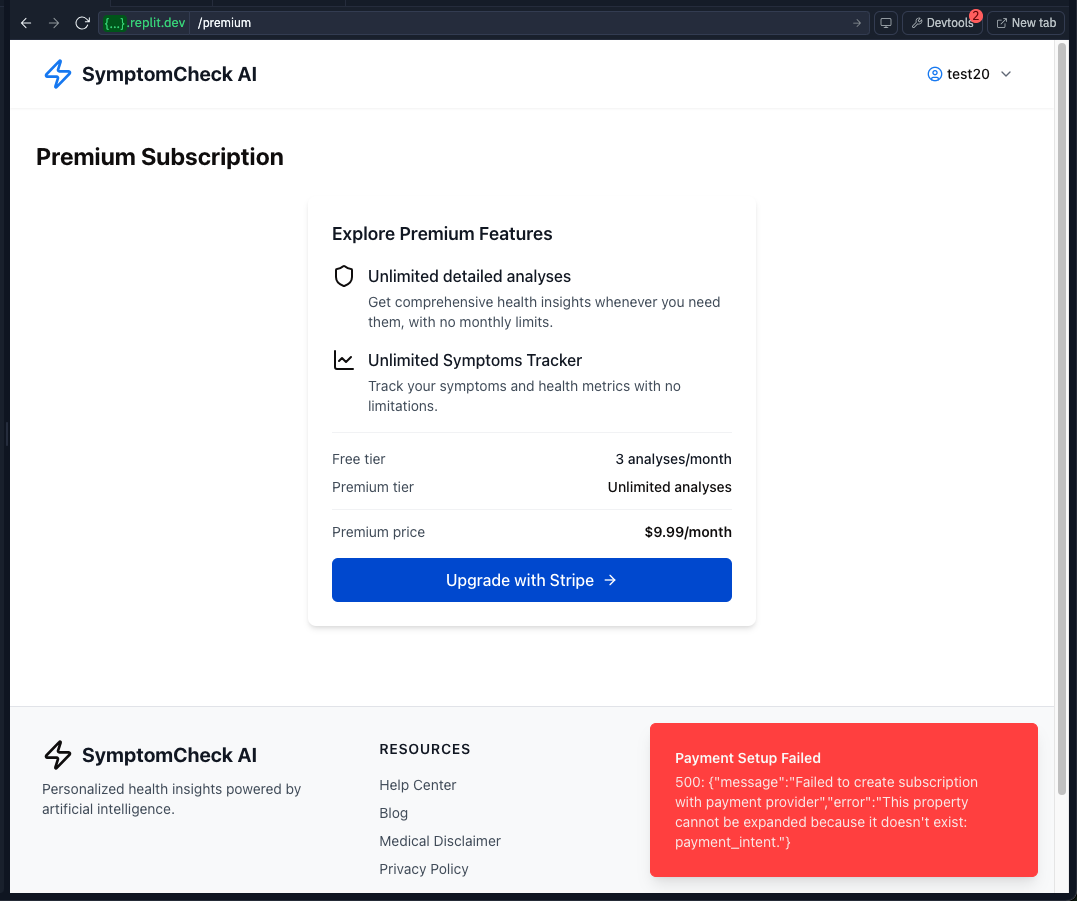 {...}.replit.dev /premium
Devtools 2
New tab
SymptomCheck AI
test20
Premium Subscription
Explore Premium Features
Unlimited detailed analyses
Get comprehensive health insights whenever you need
them, with no monthly limits.
Unlimited Symptoms Tracker
Track your symptoms and health metrics with no
limitations.
Free tier 3 analyses/month
Premium tier Unlimited analyses
Premium price $9.99/month
Upgrade with Stripe →
SymptomCheck AI
Personalized health insights powered by
artificial intelligence.
RESOURCES
Help Center
Blog
Medical Disclaimer
Privacy Policy
Payment Setup Failed
500: {"message":"Failed to create subscription
with payment provider","error":"This property
cannot be expanded because it doesn't exist:
payment_intent."}